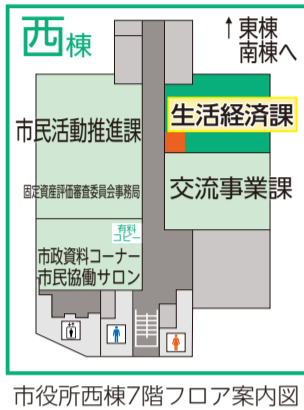 西棟
↑東棟
南棟へ
市民活動推進課
生活経済課
固定資産評価審査委員会事務局
交流事業課
有料
コピー
市政資料コーナー
市民協働サロン
市役所西棟7階フロア案内図